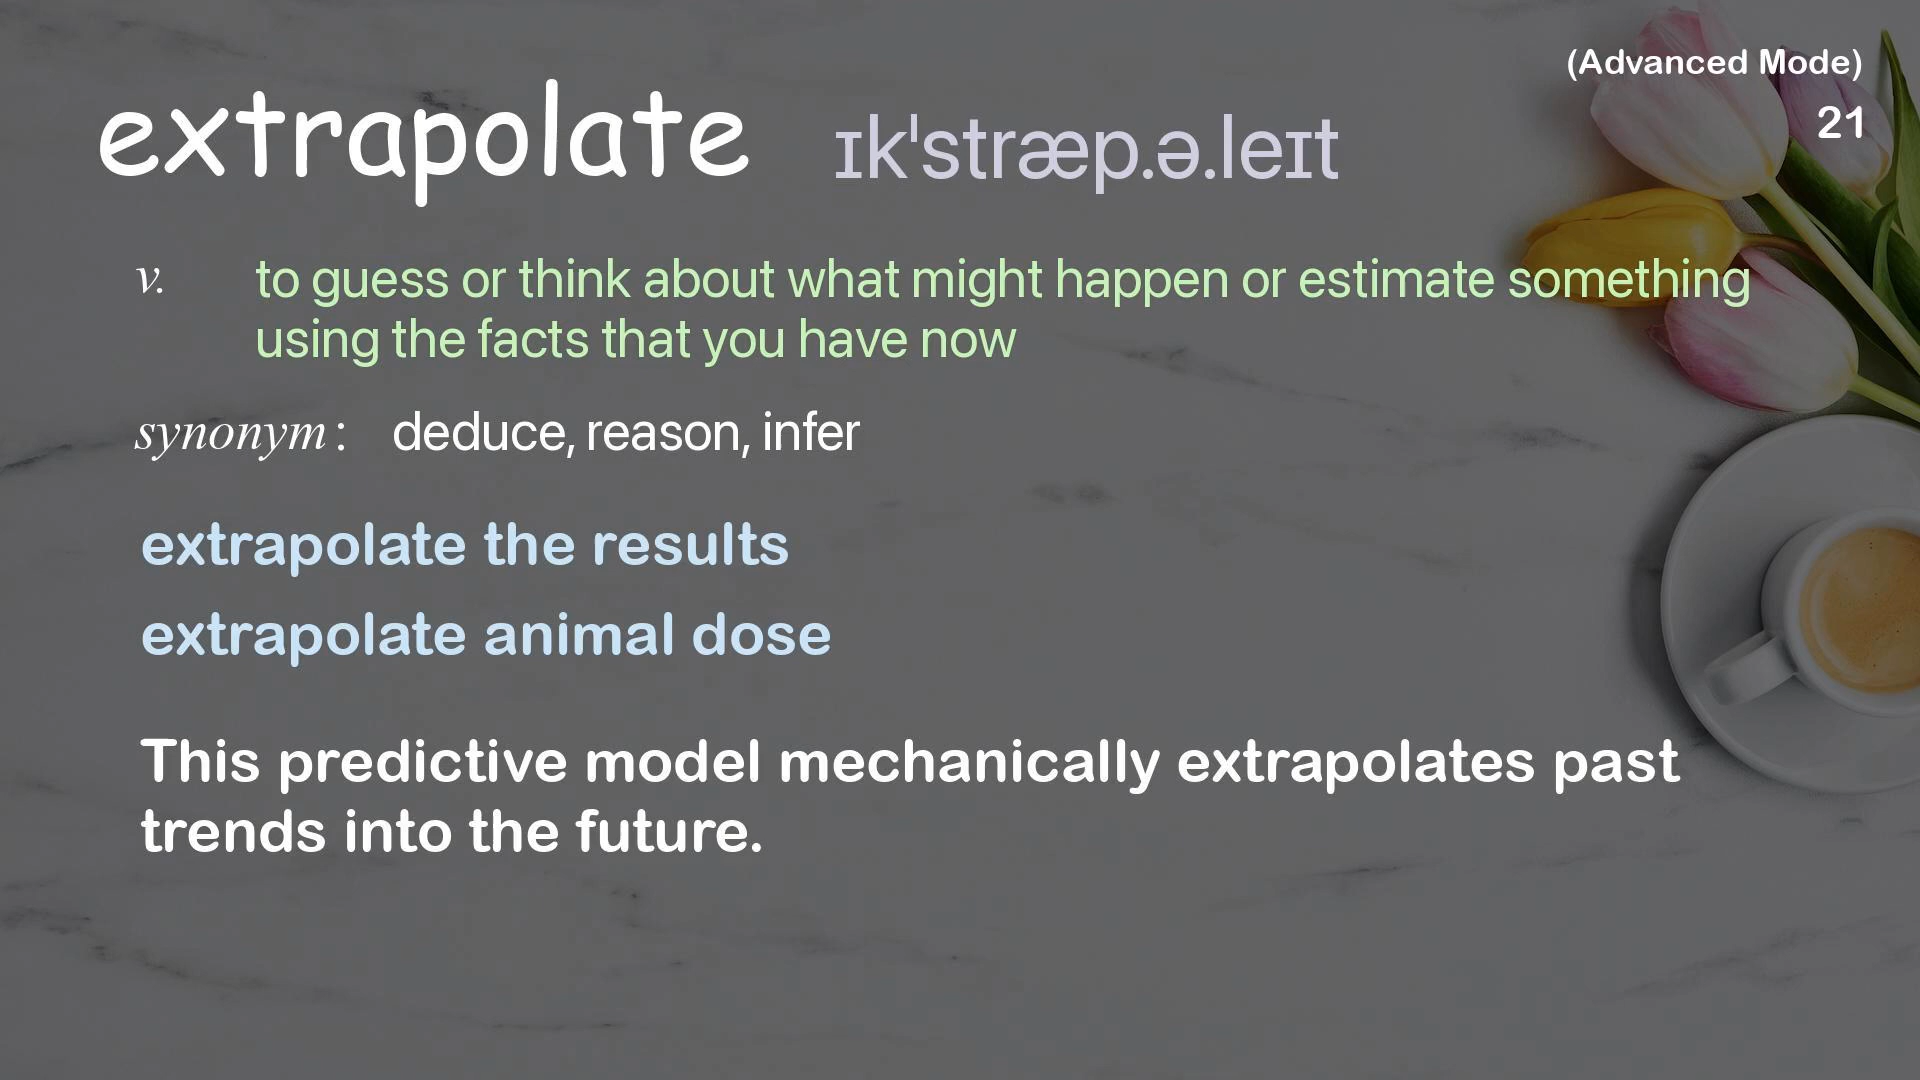 (Advanced Mode)
extrapolate ɪkˈstræp.ə.leɪt
21
v. to guess or think about what might happen or estimate something
using the facts that you have now
synonym : deduce, reason, infer
extrapolate the results
extrapolate animal dose
This predictive model mechanically extrapolates past
trends into the future.